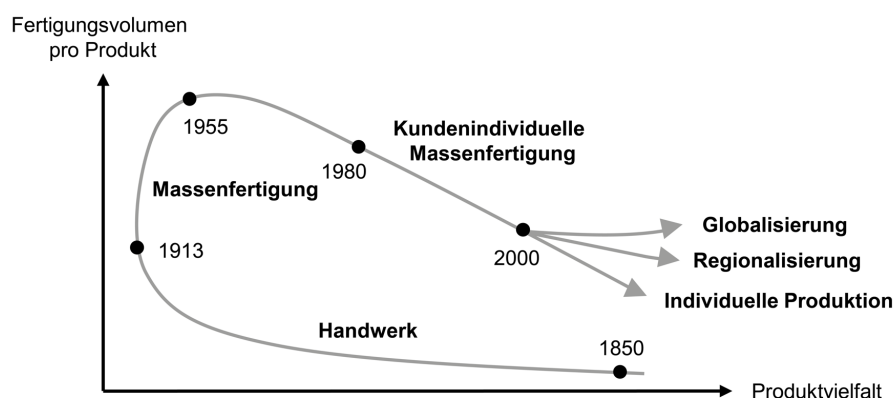 Fertigungsvolumen
pro Produkt
1955
Kundenindividuelle
Massenfertigung
1980
Massenfertigung
1913
Globalisierung
2000
Regionalisierung
Individuelle Produktion
Handwerk
1850
Produktvielfalt